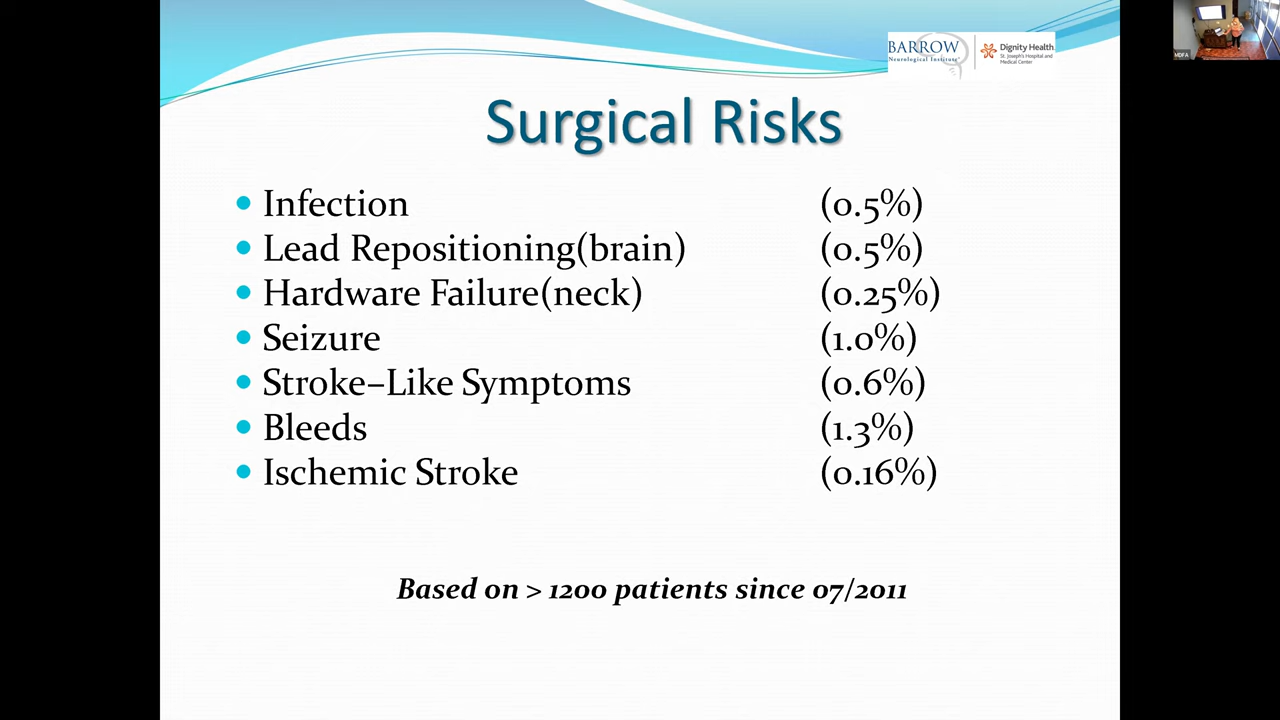 BARROW
Neurological Institute
Dignity Health
St. Joseph's Hospital and
Medical Center
MDFA
Surgical Risks
Infection (0.5%)
Lead Repositioning(brain) (0.5%)
Hardware Failure(neck) (0.25%)
Seizure (1.0%)
Stroke–Like Symptoms (0.6%)
Bleeds (1.3%)
Ischemic Stroke (0.16%)
Based on > 1200 patients since 07/2011